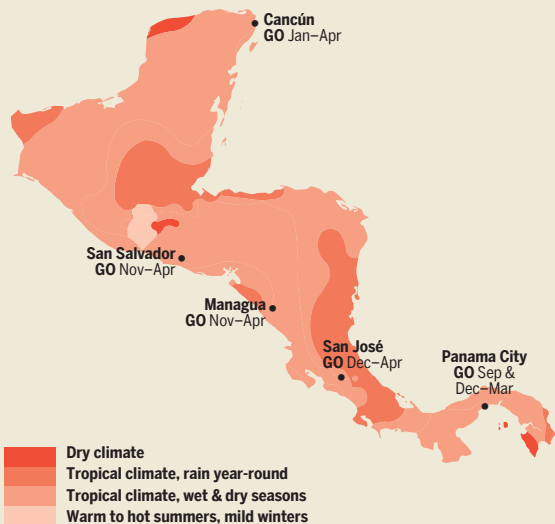 Cancún
GO Jan–Apr
San Salvador
GO Nov–Apr
Managua
GO Nov–Apr
San José
GO Dec–Apr
Panama City
GO Sep &
Dec–Mar
Dry climate
Tropical climate, rain year-round
Tropical climate, wet & dry seasons
Warm to hot summers, mild winters